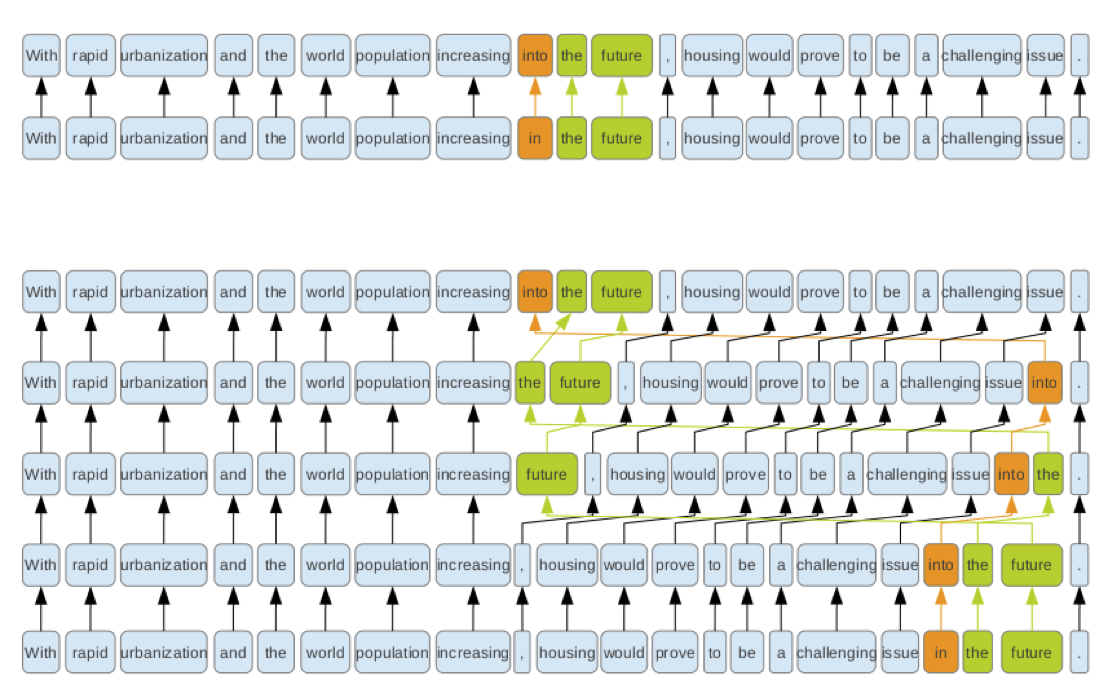 With rapid urbanization and the world population increasing into the future , housing would prove to be a challenging issue .
With rapid urbanization and the world population increasing in the future , housing would prove to be a challenging issue .
With rapid urbanization and the world population increasing into the future , housing would prove to be a challenging issue .
With rapid urbanization and the world population increasing the future , housing would prove to be a challenging issue into .
With rapid urbanization and the world population increasing future , housing would prove to be a challenging issue into the .
With rapid urbanization and the world population increasing , housing would prove to be a challenging issue into the future .
With rapid urbanization and the world population increasing , housing would prove to be a challenging issue in the future .